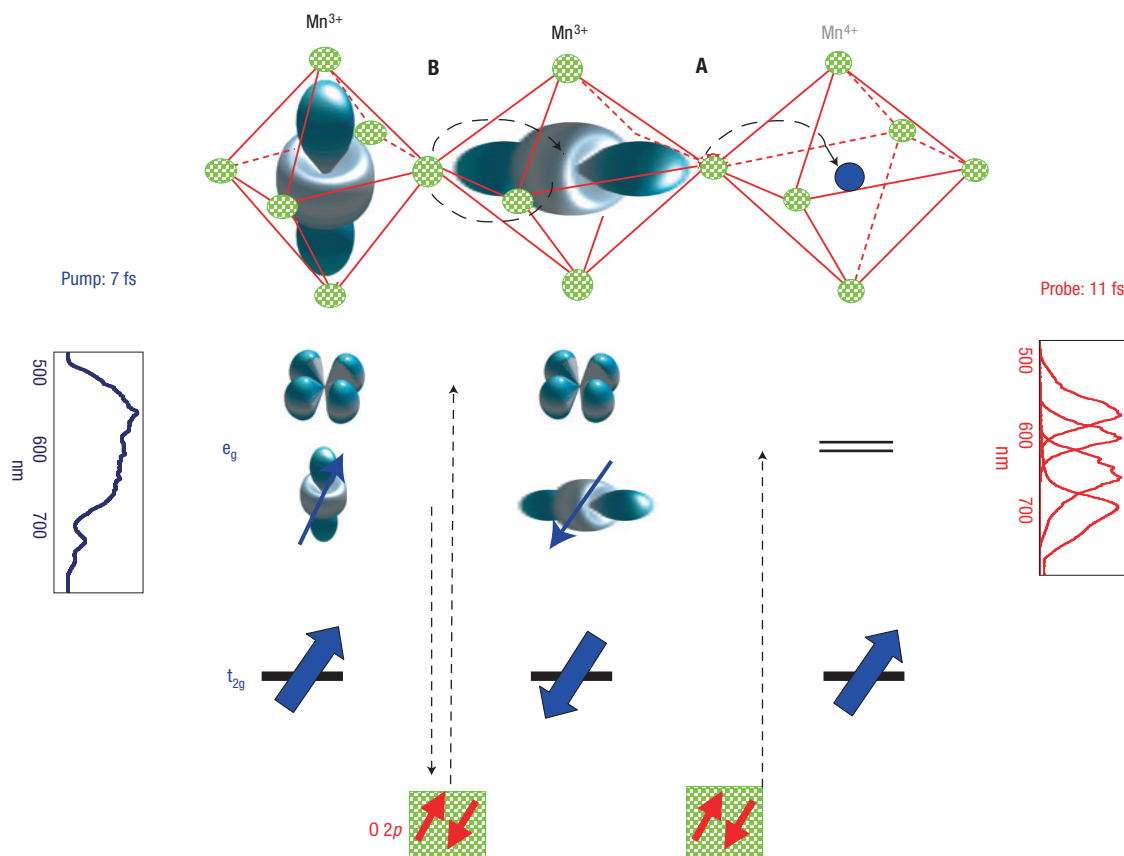 Mn3+
Mn3+
Mn4+
B
A
Pump: 7 fs
Probe: 11 fs
500
600
700
nm
eg
t2g
O 2p
500
600
700
nm